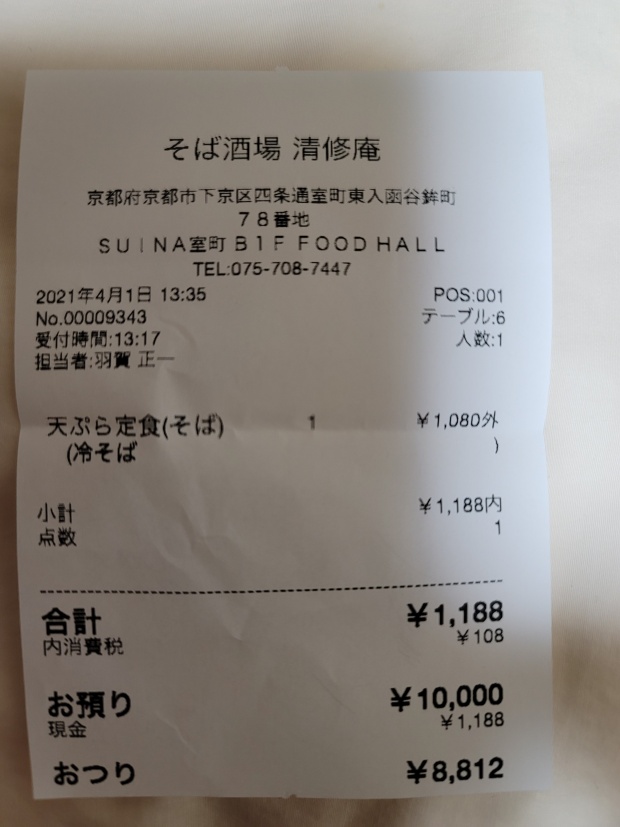 そば酒場 清修庵
京都府京都市下京区四条通室町東入函谷鉾町
７８番地
ＳＵＩＮＡ室町 Ｂ１Ｆ ＦＯＯＤ ＨＡＬＬ
TEL:075-708-7447
2021年4月1日 13:35 POS:001
No.00009343 テーブル:6
受付時間:13:17 人数:1
担当者:羽賀 正一
天ぷら定食(そば) 1 ¥1,080外
(冷そば )
小計 ¥1,188内
点数 1
合計 ¥1,188
内消費税 ¥108
お預り ¥10,000
現金 ¥1,188
おつり ¥8,812